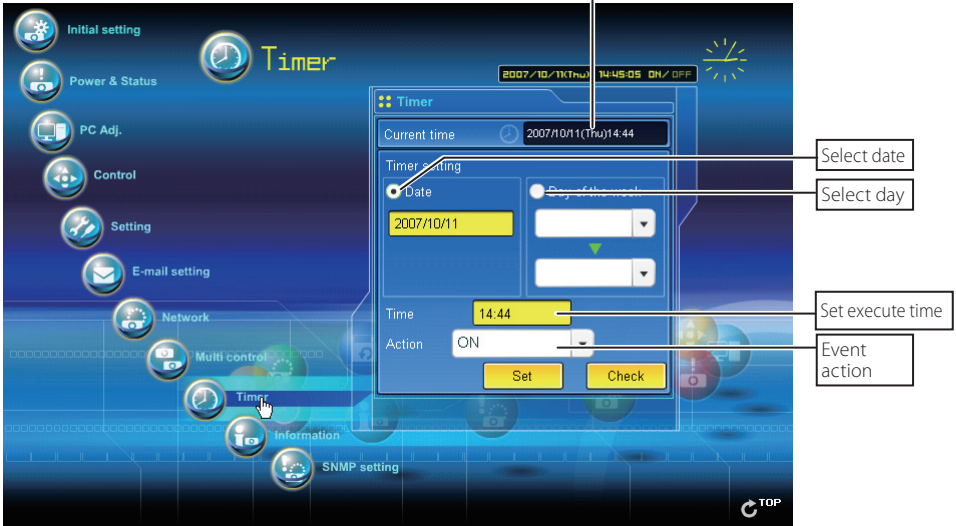 Initial setting
Power & Status
PC Adj.
Control
Setting
E-mail setting
Network
Multi control
Timer
Information
SNMP setting
Timer
2007/10/11(Thu) 14:45:05 ON/OFF
Timer
Current time
2007/10/11(Thu)14:44
Timer setting
Date
Day of the week
2007/10/11
Time
14:44
Action
ON
Set
Check
Select date
Select day
Set execute time
Event
action
TOP